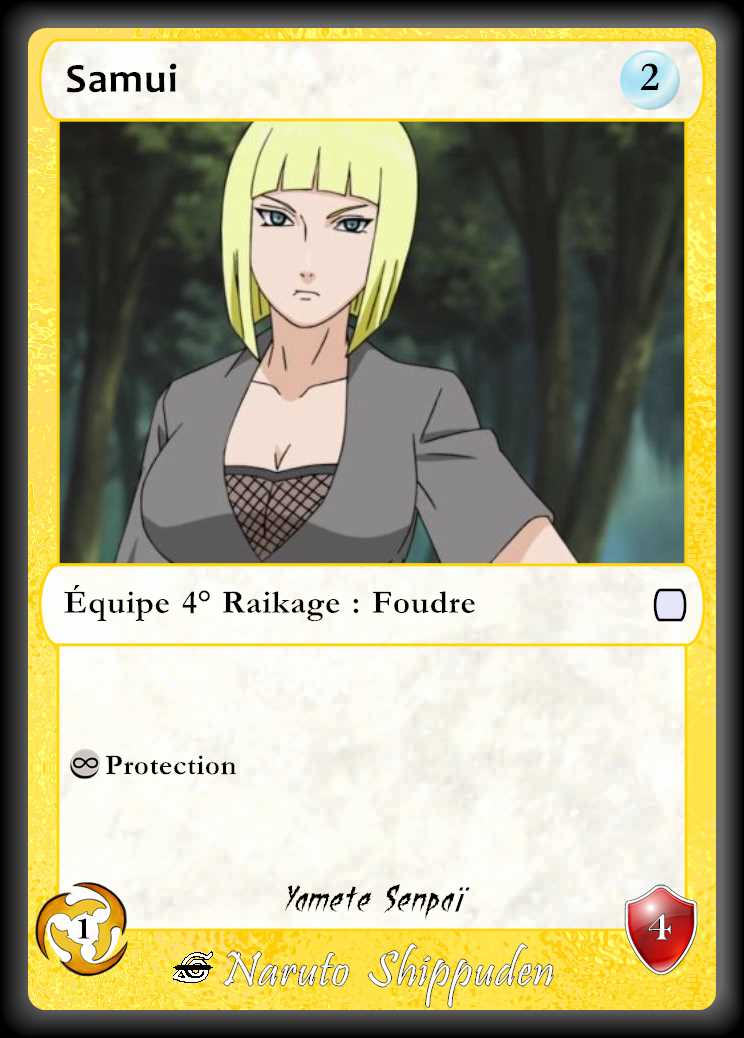 Samui
2
Équipe 4° Raikage : Foudre
∞ Protection
Yamete Senpaï
1
4
Naruto Shippuden